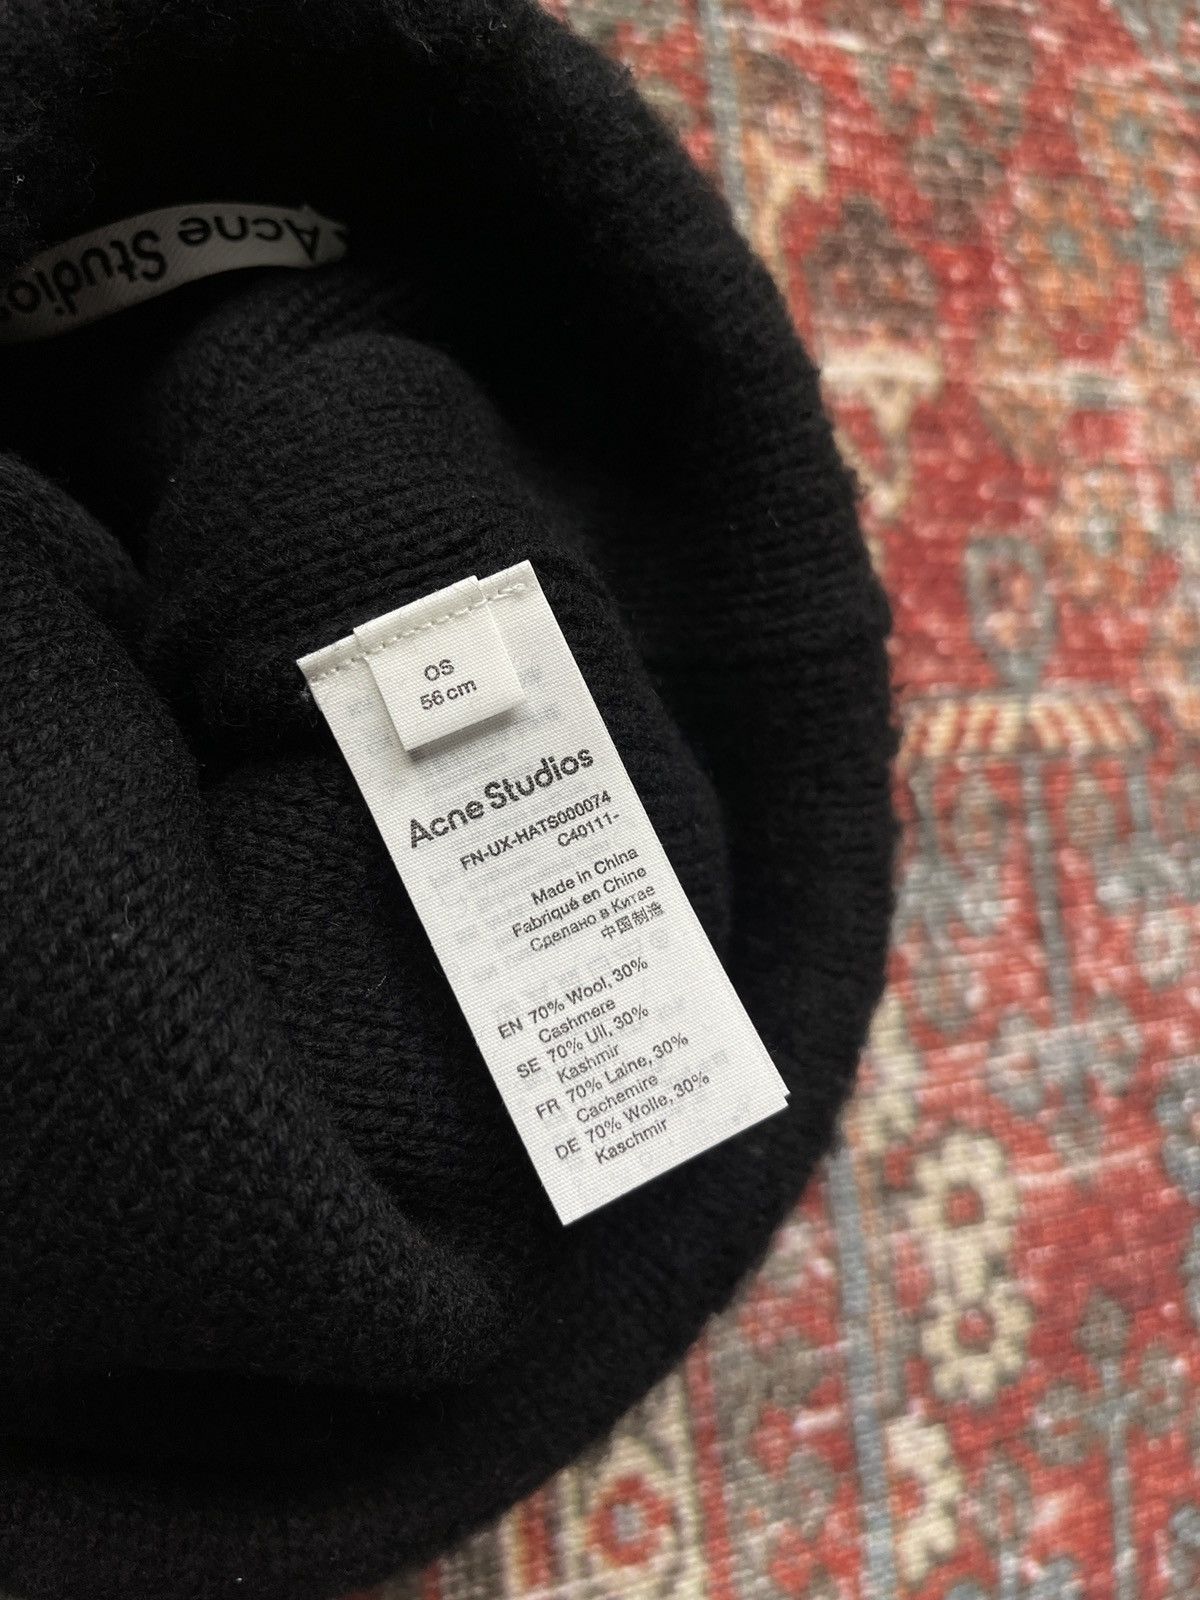 Acne Studios
OS
56 cm
Acne Studios
FN-UX-HATS000074
C40111-
Made in China
Fabriqué en Chine
Сделано в Китае
中国制造
EN 70% Wool, 30%
Cashmere
SE 70% Ull, 30%
Kashmir
FR 70% Laine, 30%
Cachemire
DE 70% Wolle, 30%
Kaschmir